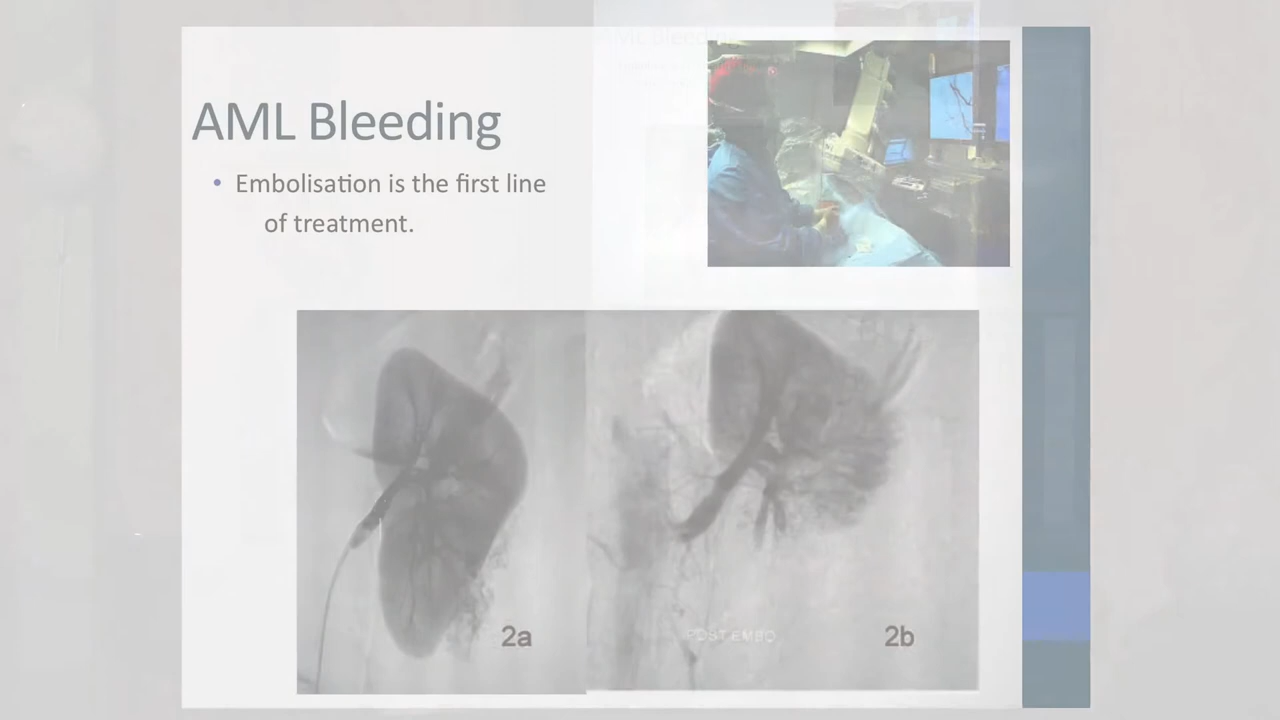 AML Bleeding
• Embolisation is the first line
of treatment.
2a
POST EMBO
2b